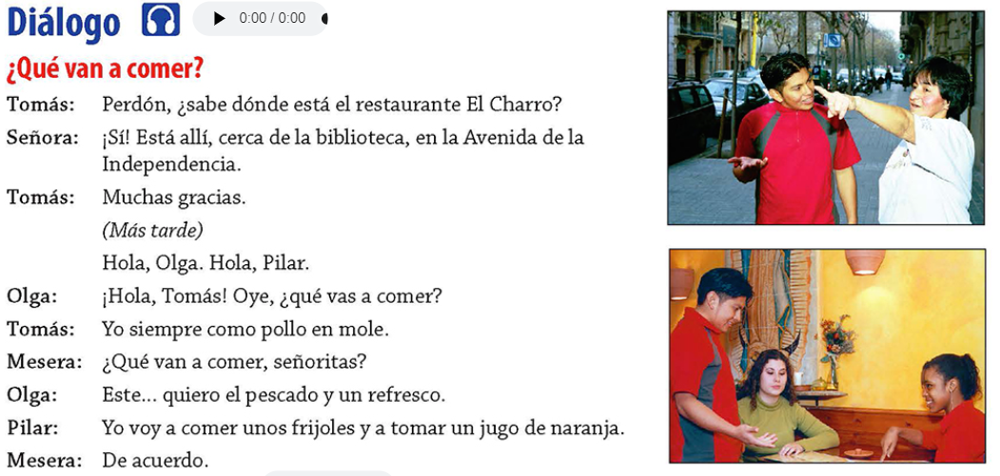 Diálogo 0:00 / 0:00
¿Qué van a comer?
Tomás: Perdón, ¿sabe dónde está el restaurante El Charro?
Señora: ¡Sí! Está allí, cerca de la biblioteca, en la Avenida de la
Independencia.
Tomás: Muchas gracias.
(Más tarde)
Hola, Olga. Hola, Pilar.
Olga: ¡Hola, Tomás! Oye, ¿qué vas a comer?
Tomás: Yo siempre como pollo en mole.
Mesera: ¿Qué van a comer, señoritas?
Olga: Este... quiero el pescado y un refresco.
Pilar: Yo voy a comer unos frijoles y a tomar un jugo de naranja.
Mesera: De acuerdo.